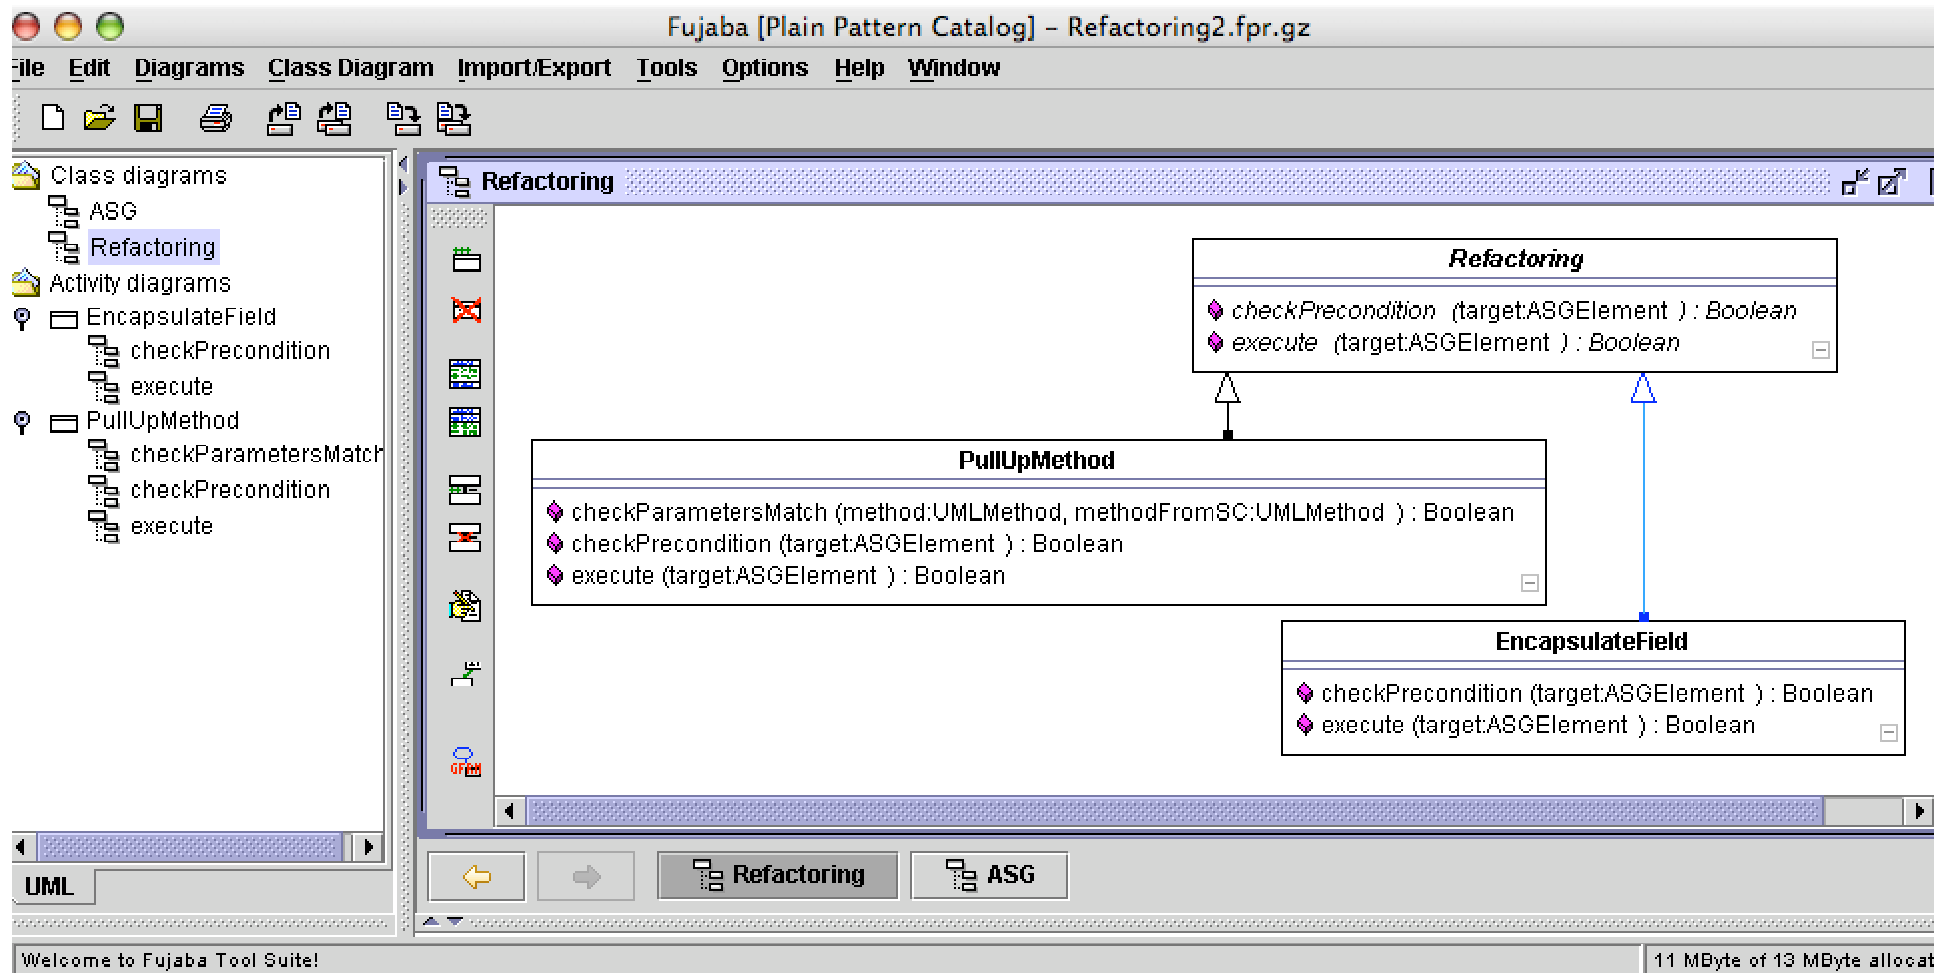 Fujaba [Plain Pattern Catalog] – Refactoring2.fpr.gz
File Edit Diagrams Class Diagram Import/Export Tools Options Help Window
Class diagrams
ASG
Refactoring
Activity diagrams
EncapsulateField
checkPrecondition
execute
PullUpMethod
checkParametersMatch
checkPrecondition
execute
UML
Refactoring
Refactoring
checkPrecondition (target:ASGElement ) : Boolean
execute (target:ASGElement ) : Boolean
PullUpMethod
checkParametersMatch (method:UMLMethod, methodFromSC:UMLMethod ) : Boolean
checkPrecondition (target:ASGElement ) : Boolean
execute (target:ASGElement ) : Boolean
EncapsulateField
checkPrecondition (target:ASGElement ) : Boolean
execute (target:ASGElement ) : Boolean
GFRN
Refactoring
ASG
Welcome to Fujaba Tool Suite!
11 MByte of 13 MByte allocat